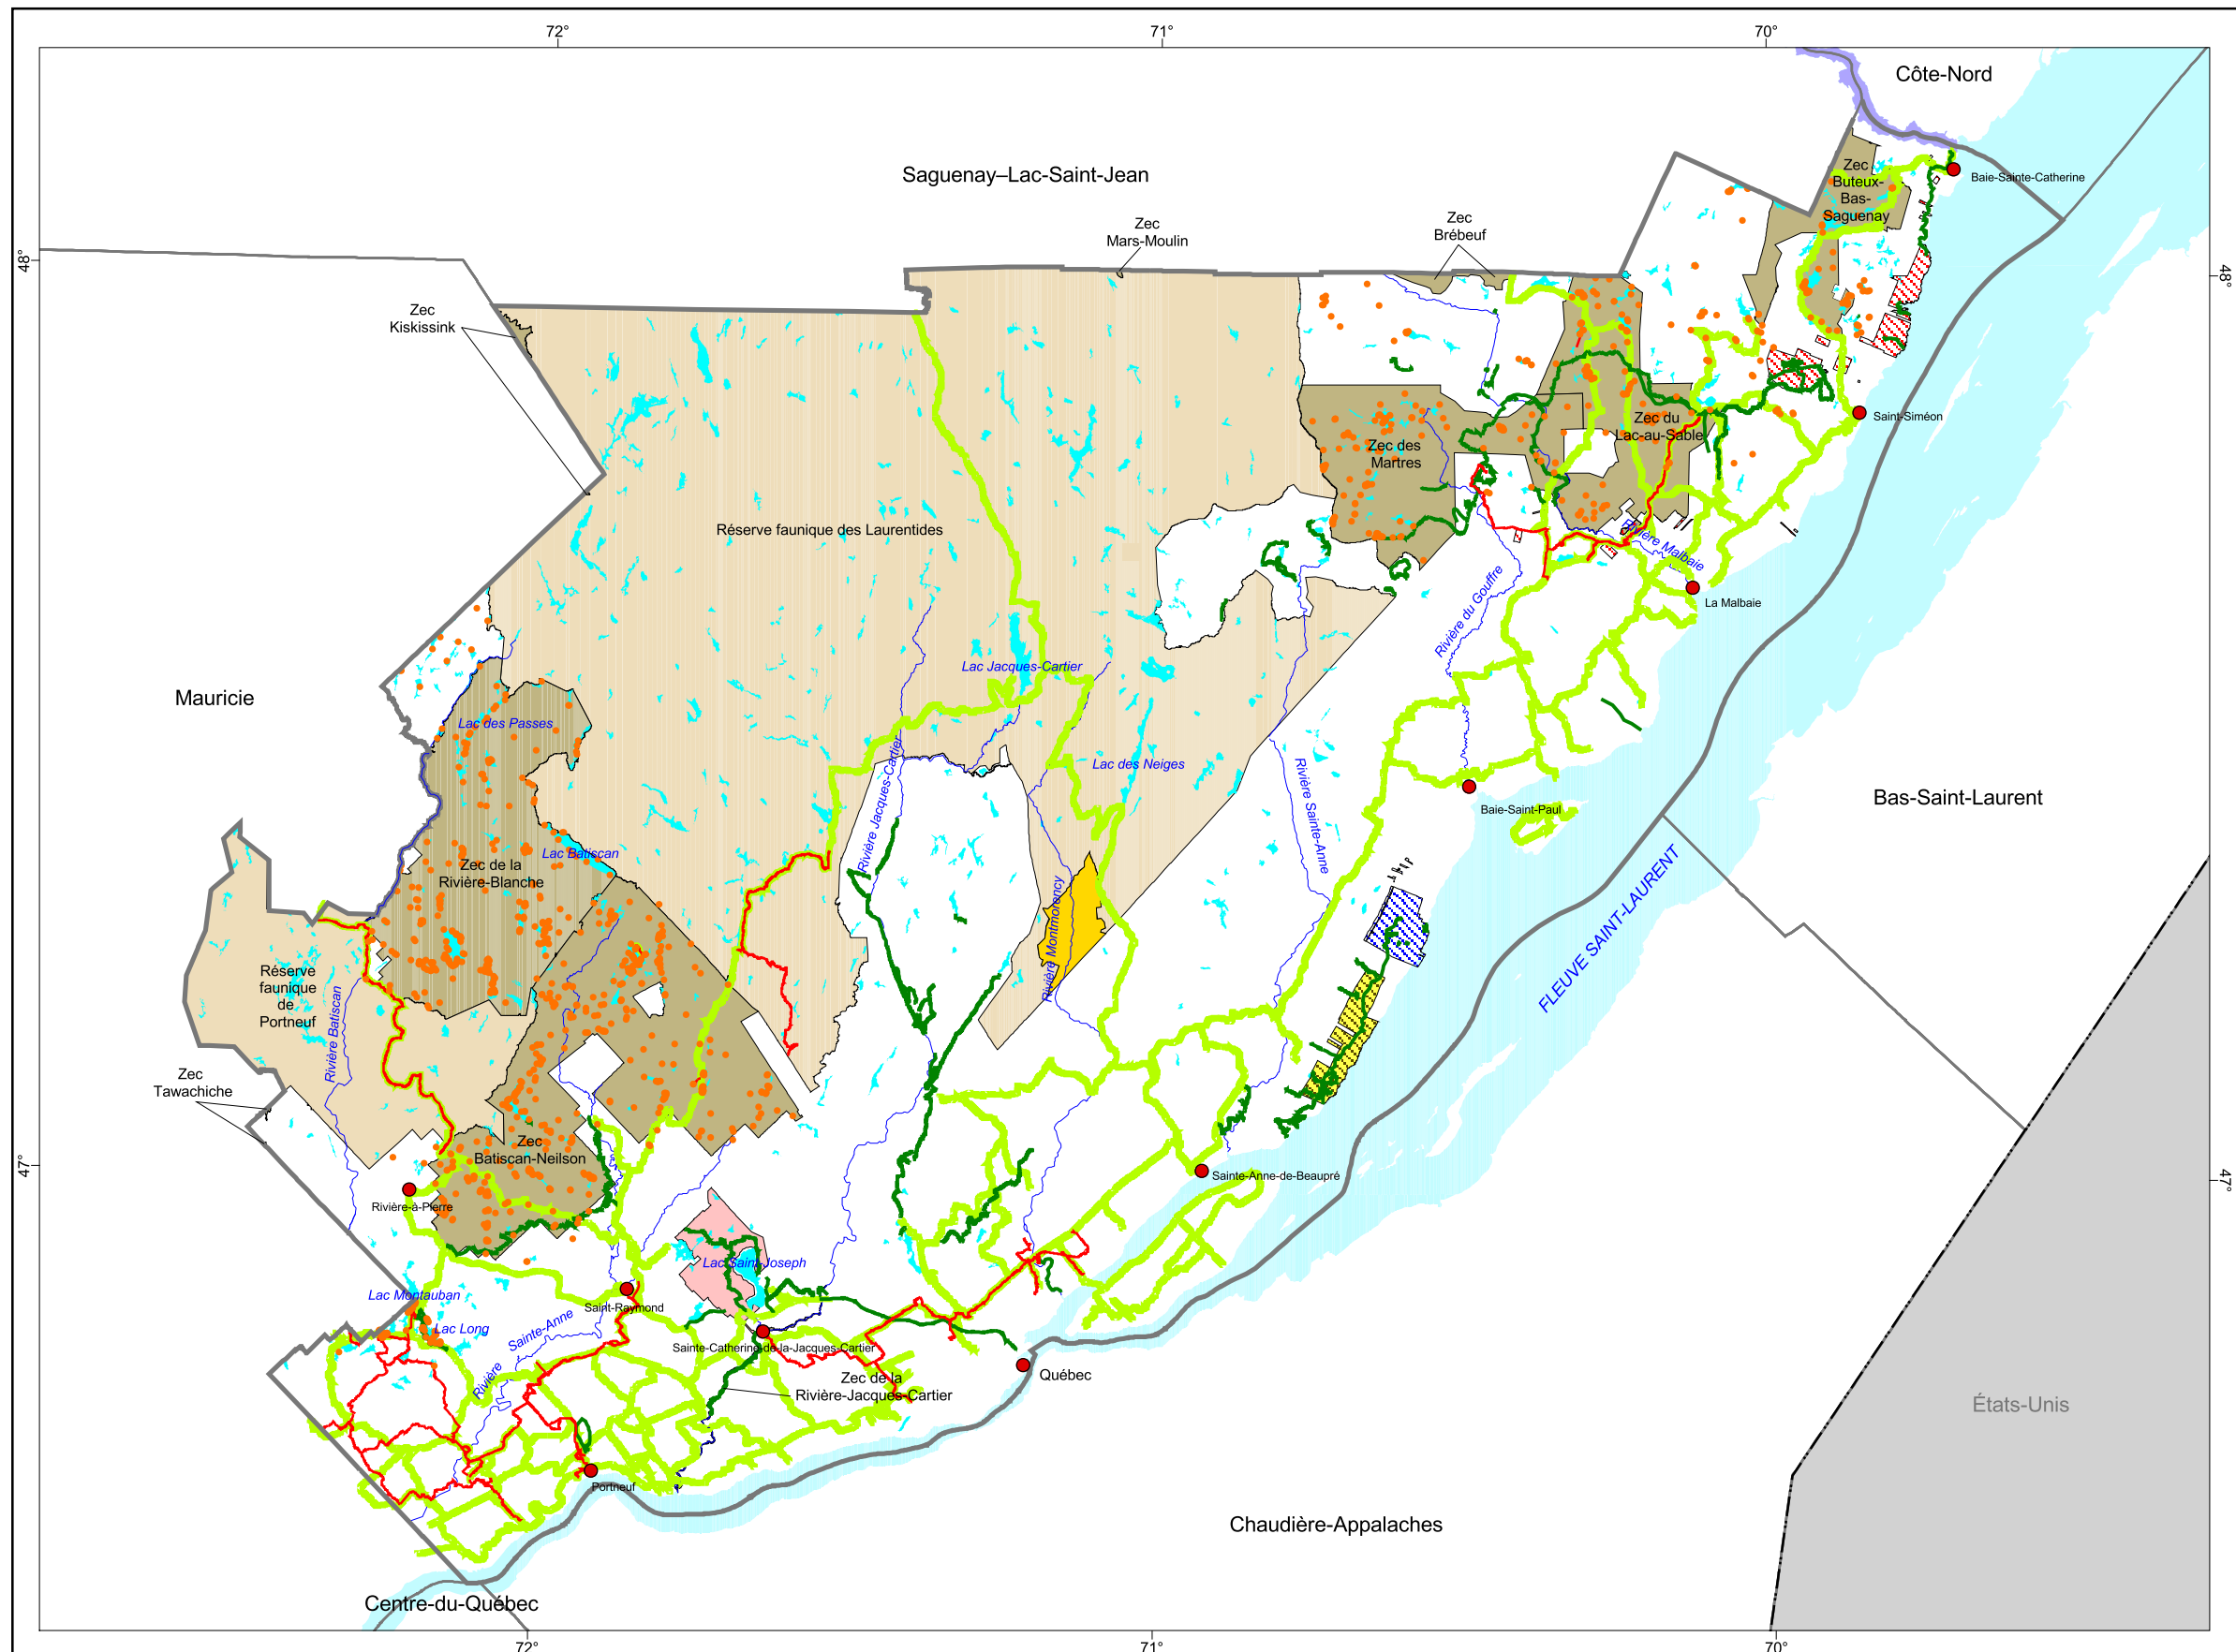 72°
71°
70°
Côte-Nord
Saguenay–Lac-Saint-Jean
Zec
Buteux-
Bas-
Saguenay
Baie-Sainte-Catherine
Zec
Mars-Moulin
Zec
Brébeuf
48°
48°
Zec
Kiskissink
Zec du
Lac-au-Sable
Saint-Siméon
Zec des
Martres
Réserve faunique des Laurentides
Rivière Malbaie
La Malbaie
Rivière du Gouffre
Lac Jacques-Cartier
Mauricie
Lac des Passes
Rivière Jacques-Cartier
Lac des Neiges
Rivière Sainte-Anne
Bas-Saint-Laurent
Baie-Saint-Paul
Lac Batiscan
Zec de la
Rivière-Blanche
FLEUVE SAINT-LAURENT
Rivière Montmorency
Réserve
faunique
de
Portneuf
Rivière Batiscan
Zec
Tawachiche
Zec
Batiscan-Neilson
47°
47°
Sainte-Anne-de-Beaupré
Rivière-à-Pierre
Lac Saint-Joseph
Lac Montauban
Saint-Raymond
Lac Long
Rivière Sainte-Anne
Sainte-Catherine-de-la-Jacques-Cartier
Québec
Zec de la
Rivière-Jacques-Cartier
États-Unis
Portneuf
Chaudière-Appalaches
Centre-du-Québec
72°
71°
70°